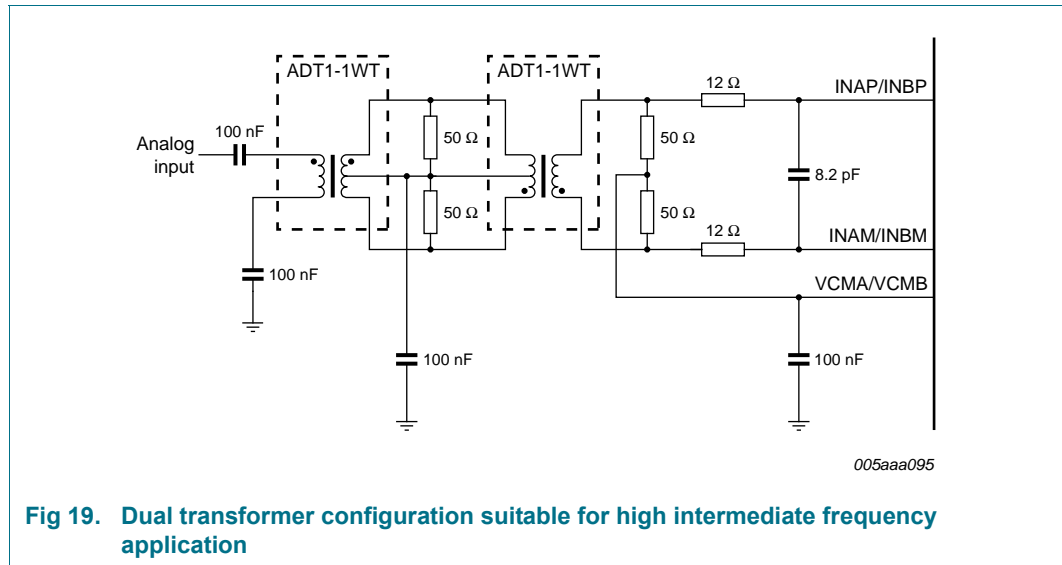 ADT1-1WT
ADT1-1WT
12 Ω
INAP/INBP
Analog
input
100 nF
50 Ω
50 Ω
8.2 pF
50 Ω
50 Ω
12 Ω
INAM/INBM
100 nF
VCMA/VCMB
100 nF
100 nF
005aaa095
Fig 19. Dual transformer configuration suitable for high intermediate frequency
application